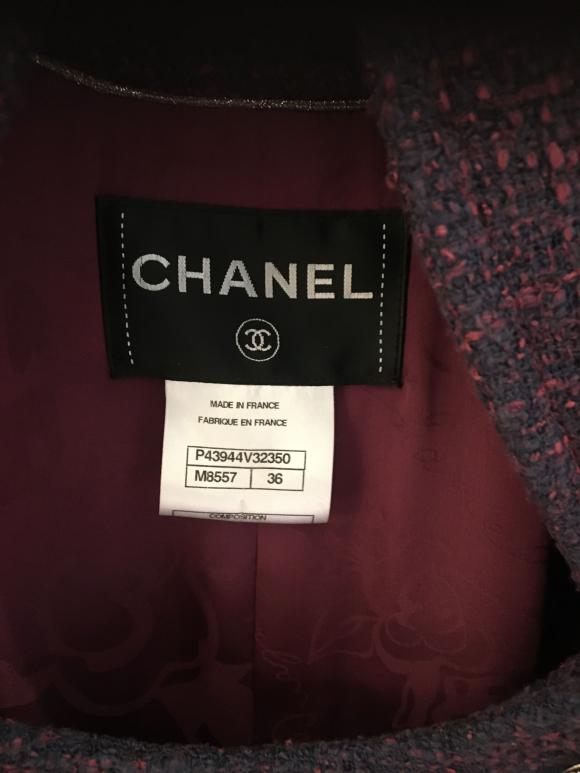 CHANEL
MADE IN FRANCE
FABRIQUE EN FRANCE
P43944V32350
M8557 36
COMPOSITION